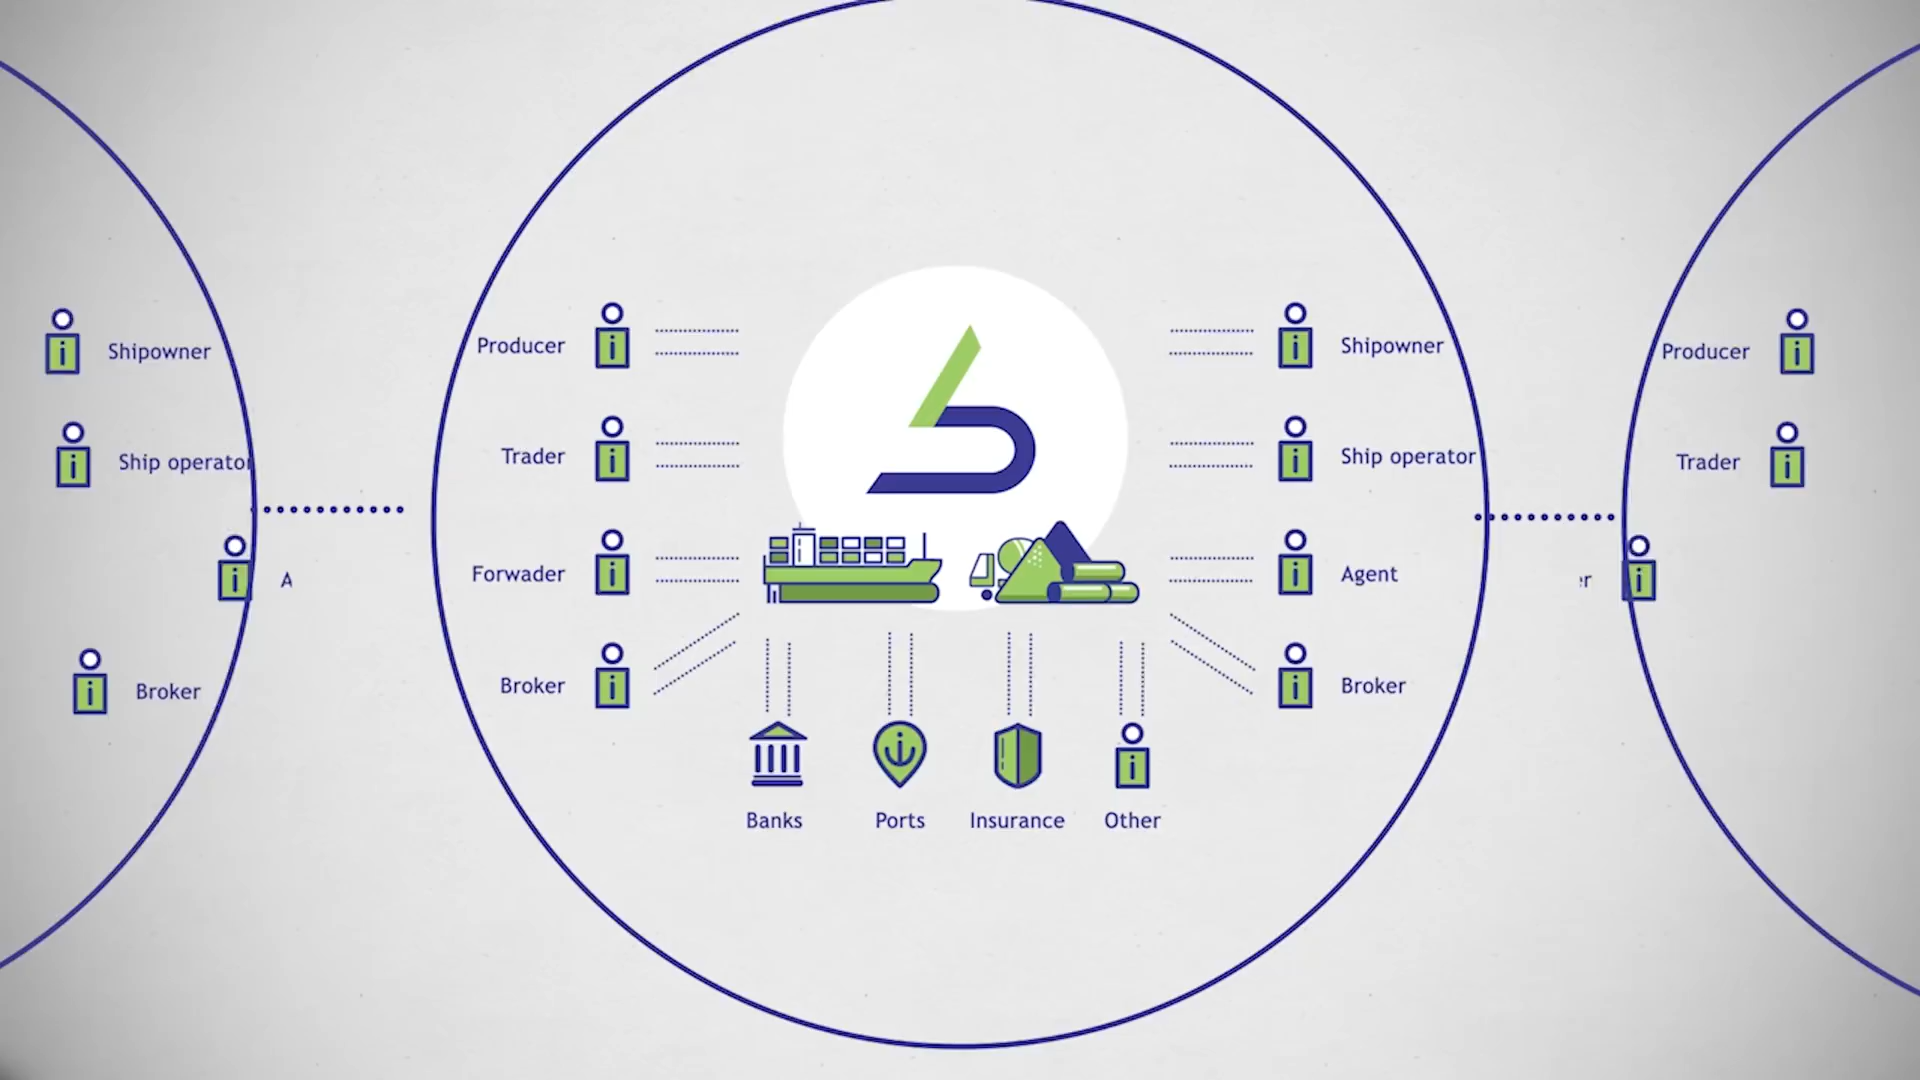 Shipowner
Ship operator
A
Broker
Producer
Trader
Forwader
Broker
Shipowner
Ship operator
Agent
Broker
Banks
Ports
Insurance
Other
Producer
Trader
er